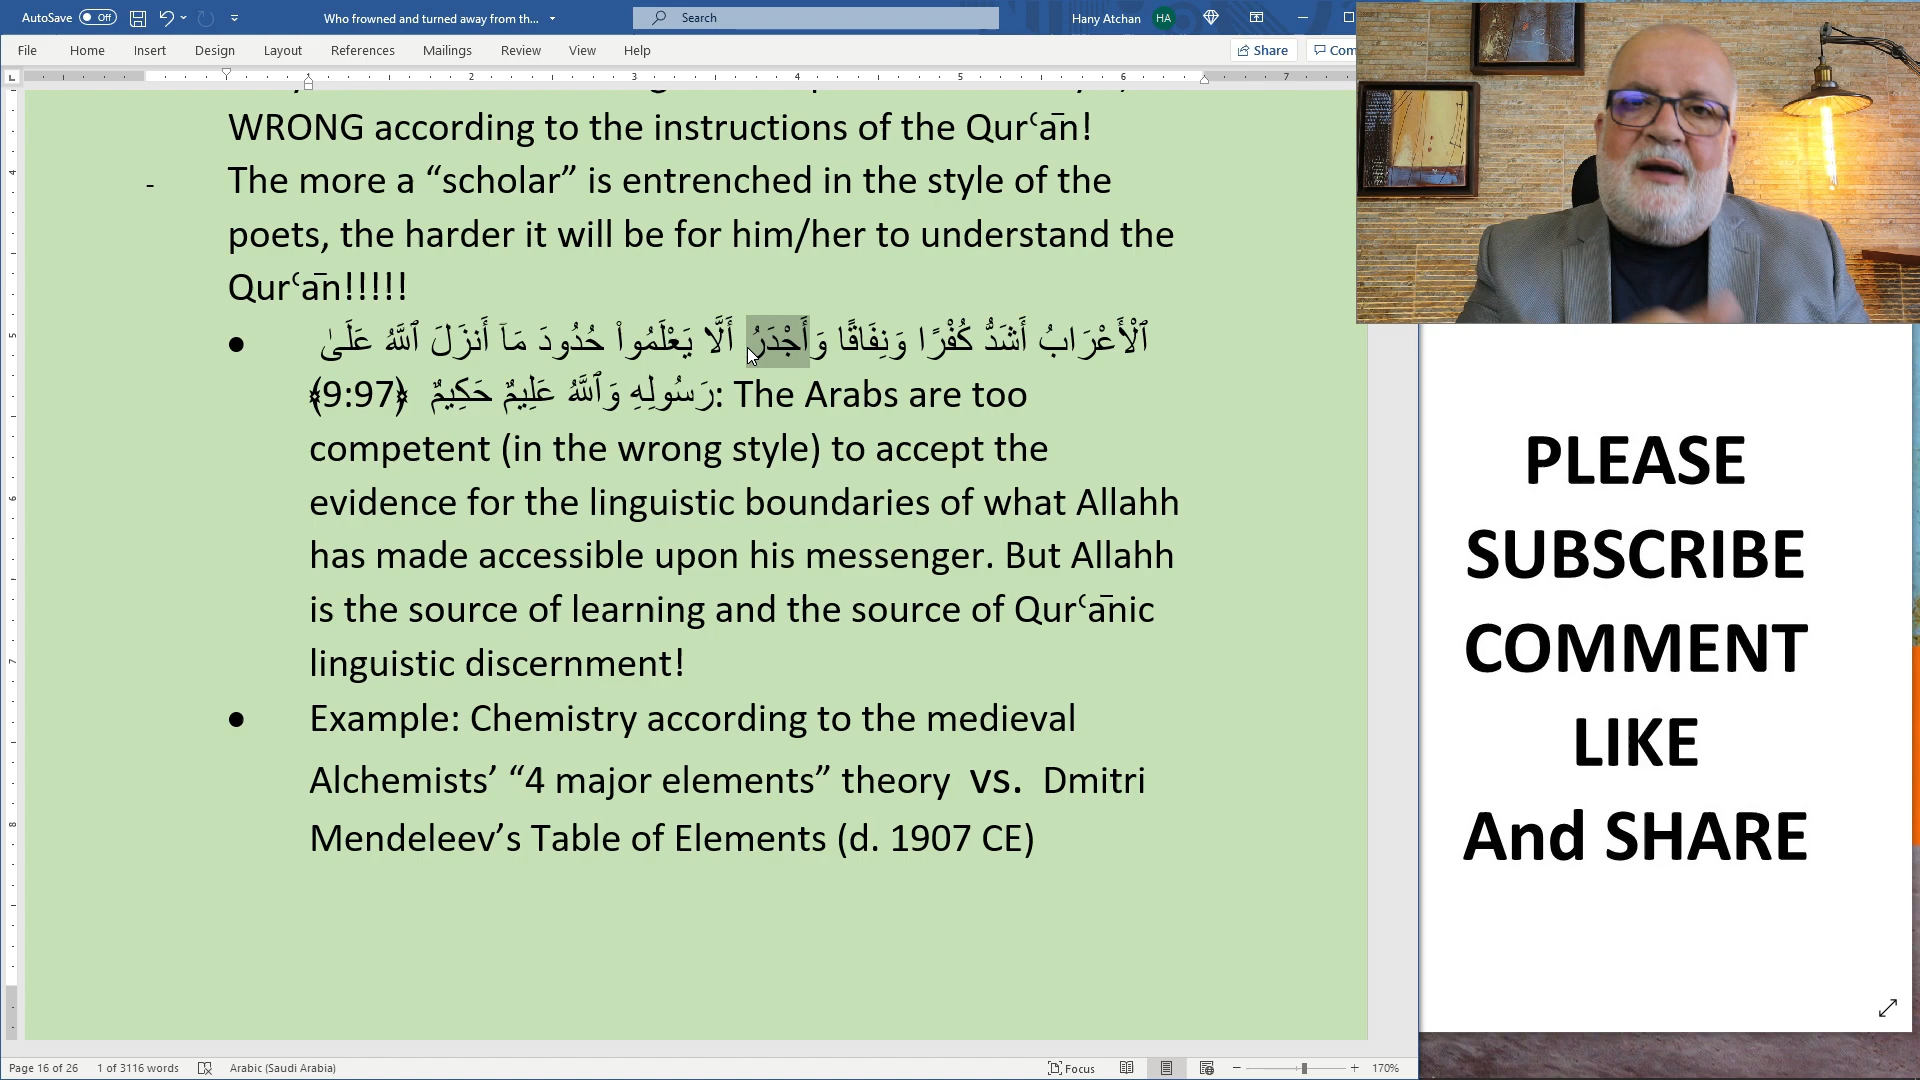 AutoSave Off Who frowned and turned away from th... Search Hany Atchan HA
File Home Insert Design Layout References Mailings Review View Help Share Com
2 3 4 5 6 7
WRONG according to the instructions of the Qurʿān!
- The more a “scholar” is entrenched in the style of the
poets, the harder it will be for him/her to understand the
Qurʿān!!!!!
● ٱلْأَعْرَابُ أَشَدُّ كُفْرًا وَنِفَاقًا وَأَجْدَرُ أَلَّا يَعْلَمُوا۟ حُدُودَ مَآ أَنزَلَ ٱللَّهُ عَلَىٰ
رَسُولِهِ وَٱللَّهُ عَلِيمٌ حَكِيمٌ ﴿9:97﴾: The Arabs are too
competent (in the wrong style) to accept the
evidence for the linguistic boundaries of what Allahh
has made accessible upon his messenger. But Allahh
is the source of learning and the source of Qurʿānic
linguistic discernment!
● Example: Chemistry according to the medieval
Alchemists’ “4 major elements” theory vs. Dmitri
Mendeleev’s Table of Elements (d. 1907 CE)
PLEASE
SUBSCRIBE
COMMENT
LIKE
And SHARE
Page 16 of 26 1 of 3116 words Arabic (Saudi Arabia) Focus 170%